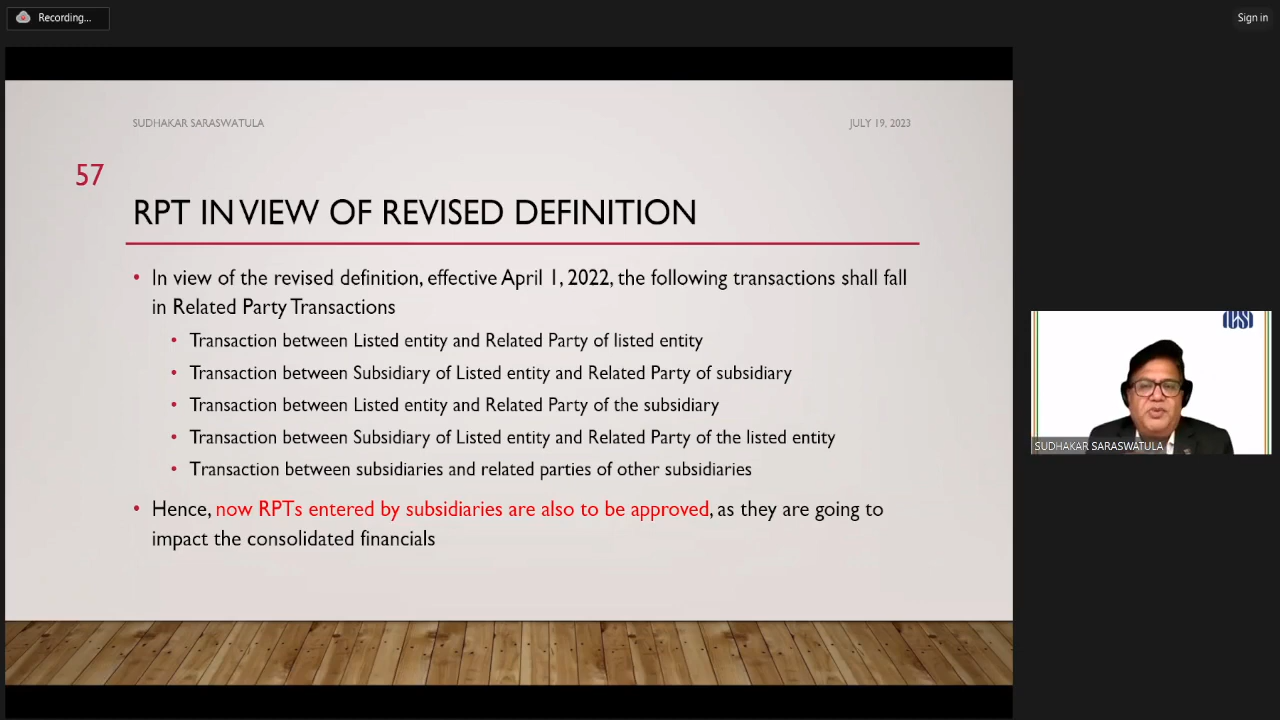 Recording...
Sign in
SUDHAKAR SARASWATULA
JULY 19, 2023
57
RPT IN VIEW OF REVISED DEFINITION
• In view of the revised definition, effective April 1, 2022, the following transactions shall fall
in Related Party Transactions
• Transaction between Listed entity and Related Party of listed entity
• Transaction between Subsidiary of Listed entity and Related Party of subsidiary
• Transaction between Listed entity and Related Party of the subsidiary
• Transaction between Subsidiary of Listed entity and Related Party of the listed entity
• Transaction between subsidiaries and related parties of other subsidiaries
• Hence, now RPTs entered by subsidiaries are also to be approved, as they are going to
impact the consolidated financials
ICSI
SUDHAKAR SARASWATULA